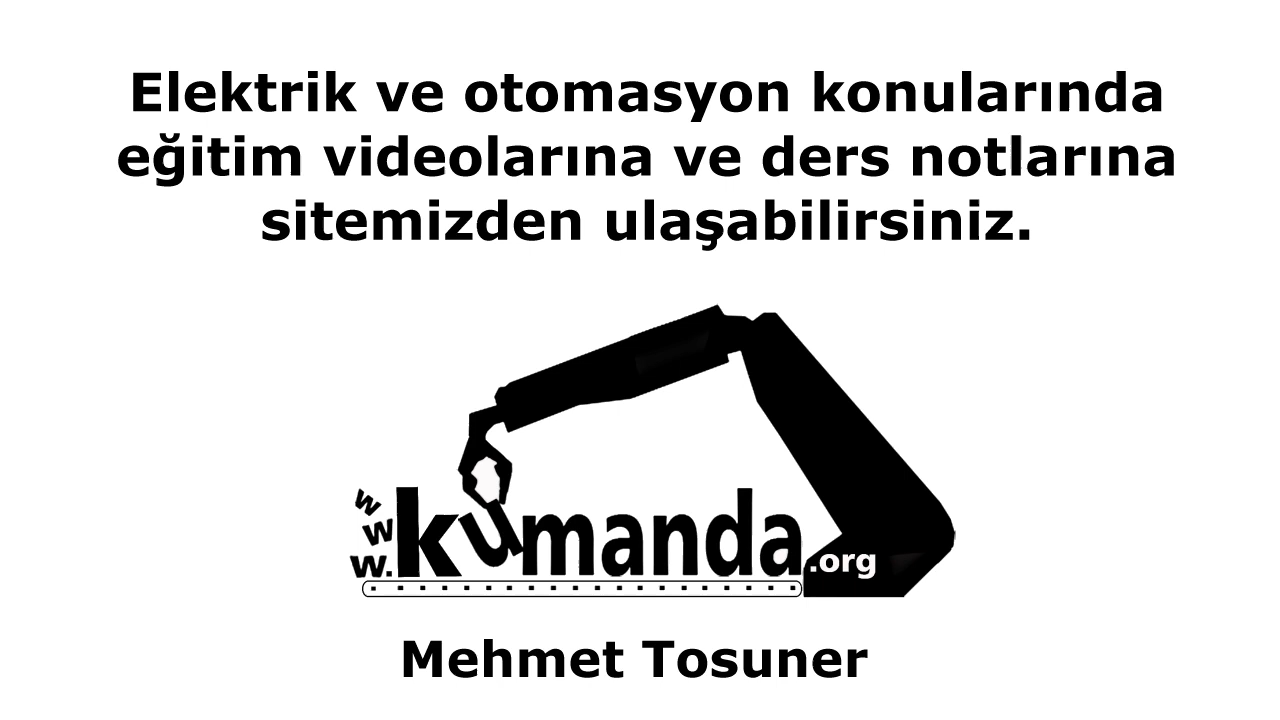 Elektrik ve otomasyon konularında
eğitim videolarına ve ders notlarına
sitemizden ulaşabilirsiniz.
www.kumanda.org
Mehmet Tosuner